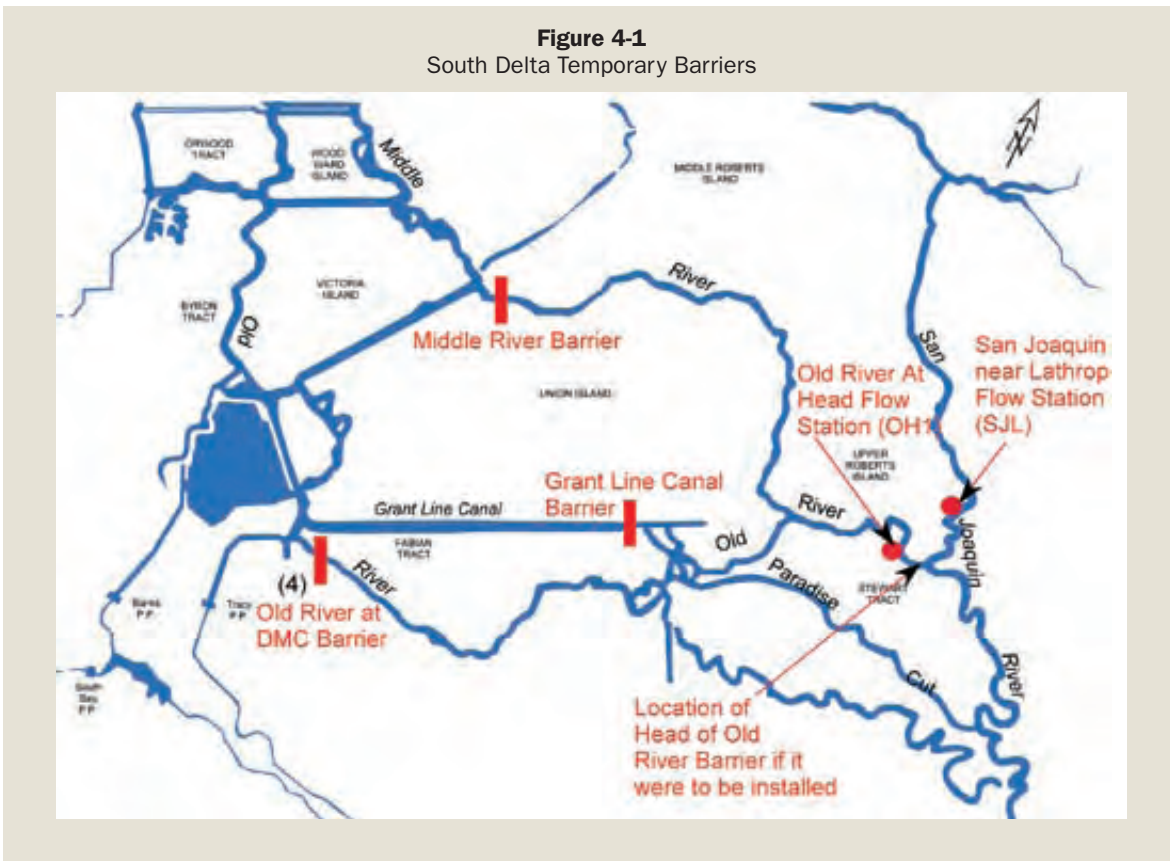 Figure 4-1
South Delta Temporary Barriers
ORWOOD
TRACT
WOOD
WARD
ISLAND
Middle
MIDDLE ROBERTS
ISLAND
N
River
VICTORIA
ISLAND
BYRON
TRACT
Old
Middle River Barrier
San
San Joaquin
near Lathrop
Flow Station
(SJL)
Old River At
Head Flow
Station (OH1)
UNION ISLAND
UPPER
ROBERTS
ISLAND
Grant Line Canal
Barrier
Grant Line Canal
River
Old
Joaquin
FABIAN
TRACT
(4)
River
Paradise
STEWART
TRACT
Old River at
DMC Barrier
Banks
P.P.
Tracy
P.P.
Cut
River
South
Bay
P.P.
Location of
Head of Old
River Barrier if it
were to be installed